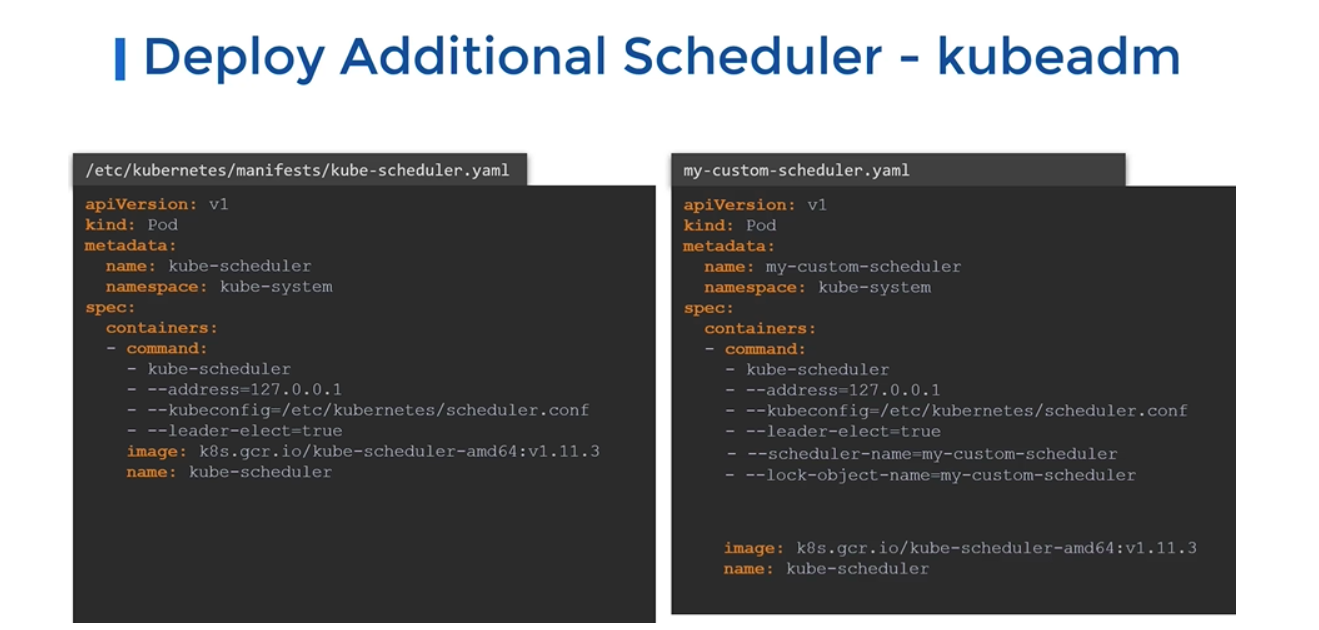 Deploy Additional Scheduler - kubeadm
/etc/kubernetes/manifests/kube-scheduler.yaml
apiVersion: v1
kind: Pod
metadata:
  name: kube-scheduler
  namespace: kube-system
spec:
  containers:
  - command:
    - kube-scheduler
    - --address=127.0.0.1
    - --kubeconfig=/etc/kubernetes/scheduler.conf
    - --leader-elect=true
    image: k8s.gcr.io/kube-scheduler-amd64:v1.11.3
    name: kube-scheduler
my-custom-scheduler.yaml
apiVersion: v1
kind: Pod
metadata:
  name: my-custom-scheduler
  namespace: kube-system
spec:
  containers:
  - command:
    - kube-scheduler
    - --address=127.0.0.1
    - --kubeconfig=/etc/kubernetes/scheduler.conf
    - --leader-elect=true
    - --scheduler-name=my-custom-scheduler
    - --lock-object-name=my-custom-scheduler
    image: k8s.gcr.io/kube-scheduler-amd64:v1.11.3
    name: kube-scheduler